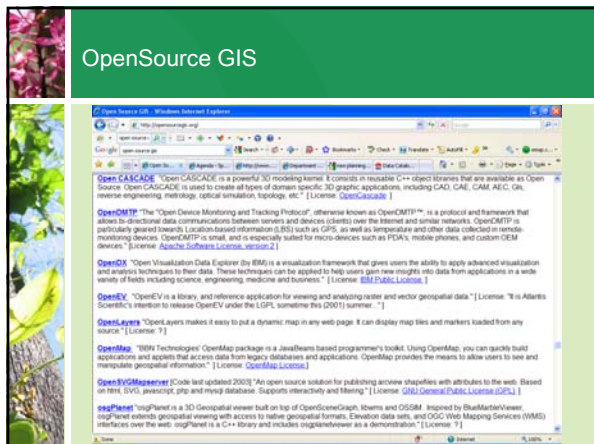 OpenSource GIS
Open Source GIS - Windows Internet Explorer
http://opensourcegis.org/
Google
Open CASCADE "Open CASCADE is a powerful 3D modeling kernel. It consists in reusable C++ object libraries that are available as Open
Source. Open CASCADE is used to create all types of domain specific 3D graphic applications, including CAD, CAE, CAM, AEC, GIS,
reverse engineering, metrology, optical simulation, topology, etc." [ License: OpenCascade ]
OpenDMTP "The "Open Device Monitoring and Tracking Protocol", otherwise known as OpenDMTP™, is a protocol and framework that
allows bi-directional data communications between servers and devices (clients) over the Internet and similar networks. OpenDMTP is
particularly geared towards Location-based information (LBS) such as GPS, as well as temperature and other data collected in remote-
monitoring devices. OpenDMTP is small, and is especially suited for micro-devices such as PDA's, mobile phones, and custom OEM
devices." [License: Apache Software License, version 2 ]
OpenDX "Open Visualization Data Explorer (by IBM) is a visualization framework that gives users the ability to apply advanced visualization
and analysis techniques to their data. These techniques can be applied to help users gain new insights into data from applications in a wide
variety of fields including science, engineering, medicine and business." [ License: IBM Public License ]
OpenEV "OpenEV is a library, and reference application for viewing and analyzing raster and vector geospatial data." [ License: "It is Atlantis
Scientific's intention to release OpenEV under the LGPL sometime this (2001) summer..." ]
OpenLayers "OpenLayers makes it easy to put a dynamic map in any web page. It can display map tiles and markers loaded from any
source." [ License: ? ]
OpenMap "BBN Technologies' OpenMap package is a JavaBeans based programmer's toolkit. Using OpenMap, you can quickly build
applications and applets that access data from legacy databases and applications. OpenMap provides the means to allow users to see and
manipulate geospatial information." [ License: OpenMap License ]
OpenSVGMapserver [Code last updated 2003] "An open source solution for publishing arcview shapefiles with attributes to the web. Based
on html, SVG, javascript, php and mysql database. Supports interactivity and filtering." [ License: GNU General Public License (GPL) ]
osgPlanet "osgPlanet is a 3D Geospatial viewer built on top of OpenSceneGraph, libwms and OSSIM. Inspired by BlueMarbleViewer,
osgPlanet extends geospatial viewing with access to native geospatial formats, Elevation data sets, and OGC Web Mapping Services (WMS)
interfaces over the web. osgPlanet is a C++ library and includes osgplanetviewer as a demonstration." [ License: ? ]
Done Internet 100%